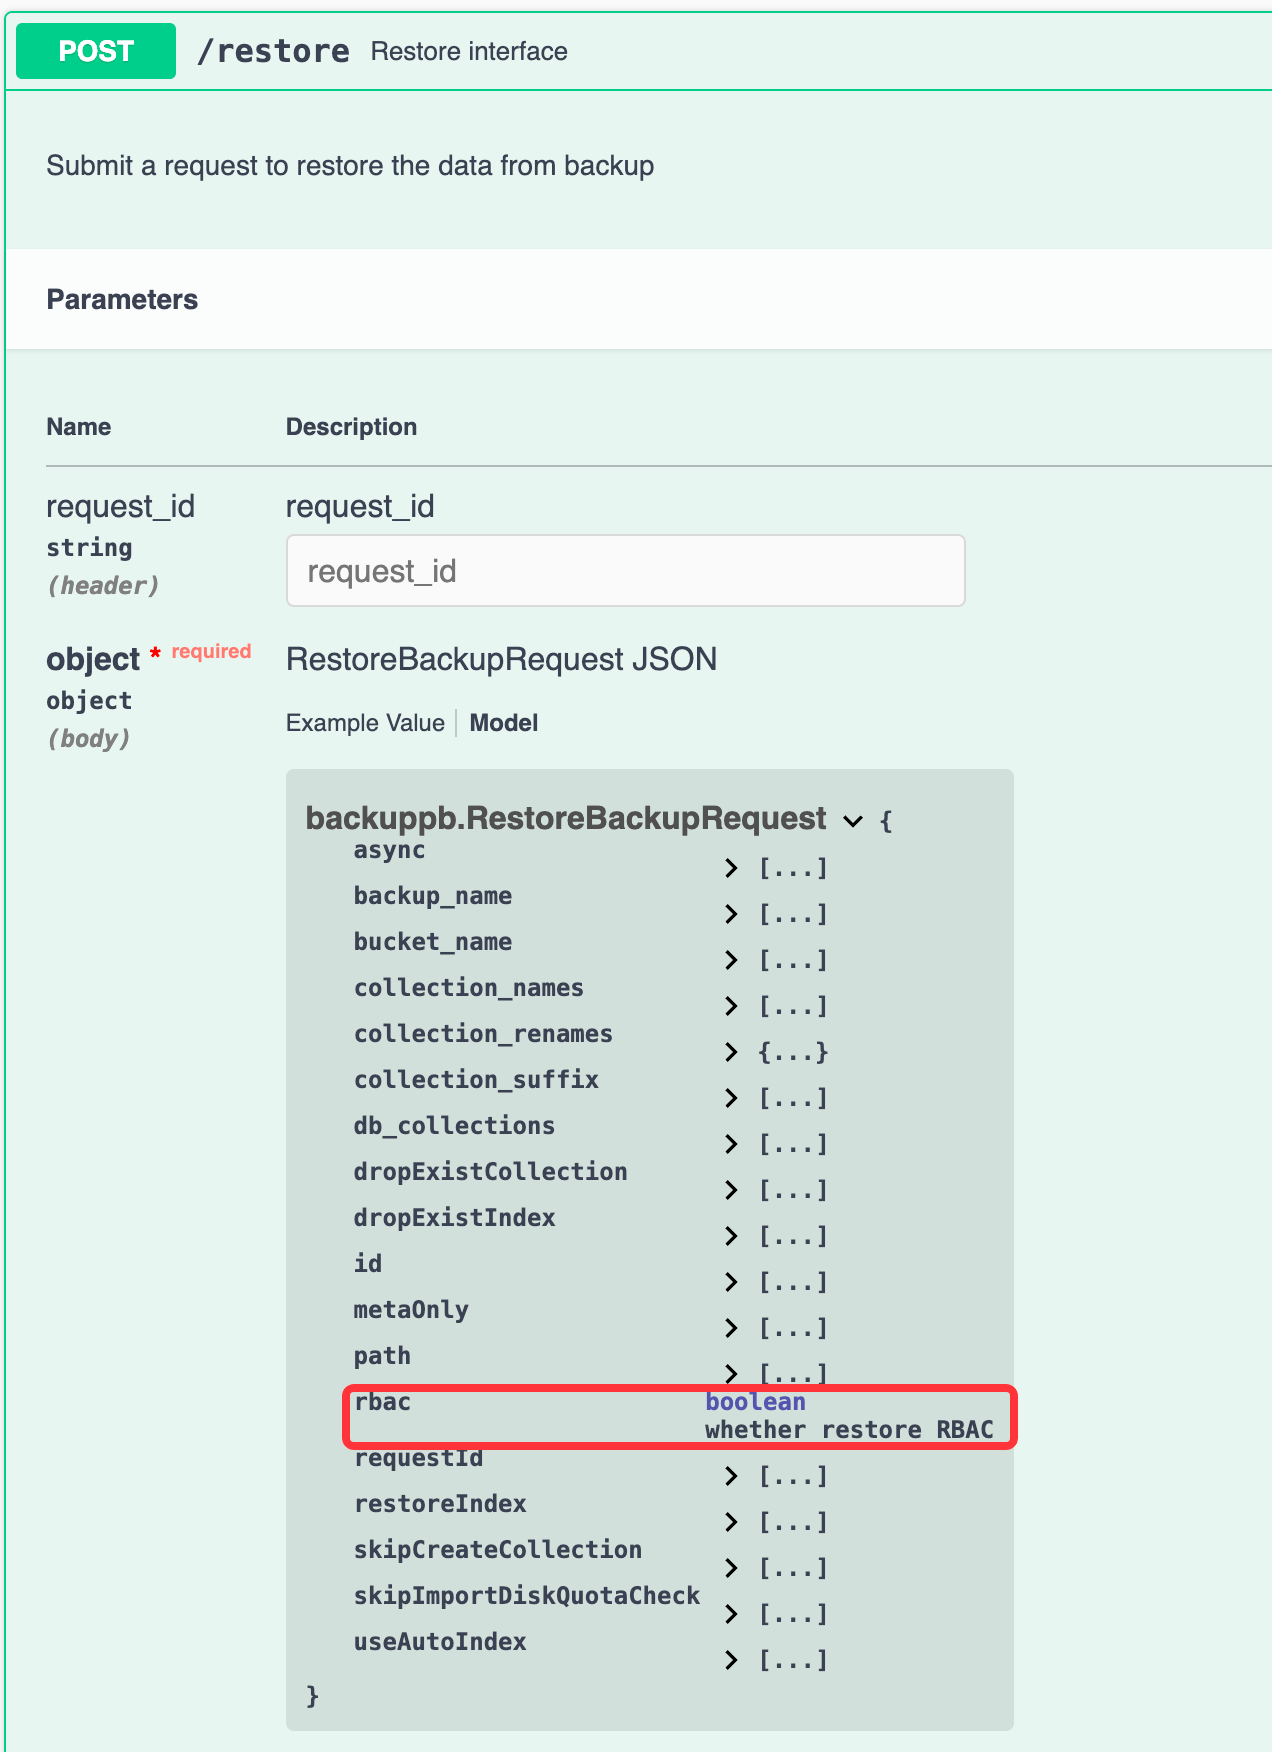 POST /restore Restore interface
Submit a request to restore the data from backup
Parameters
Name Description
request_id request_id
string
(header)
request_id
object * required RestoreBackupRequest JSON
object
(body)
Example Value Model
backuppb.RestoreBackupRequest {
async [...]
backup_name [...]
bucket_name [...]
collection_names [...]
collection_renames {...}
collection_suffix [...]
db_collections [...]
dropExistCollection [...]
dropExistIndex [...]
id [...]
metaOnly [...]
path [...]
rbac boolean
whether restore RBAC
requestId [...]
restoreIndex [...]
skipCreateCollection [...]
skipImportDiskQuotaCheck [...]
useAutoIndex [...]
}